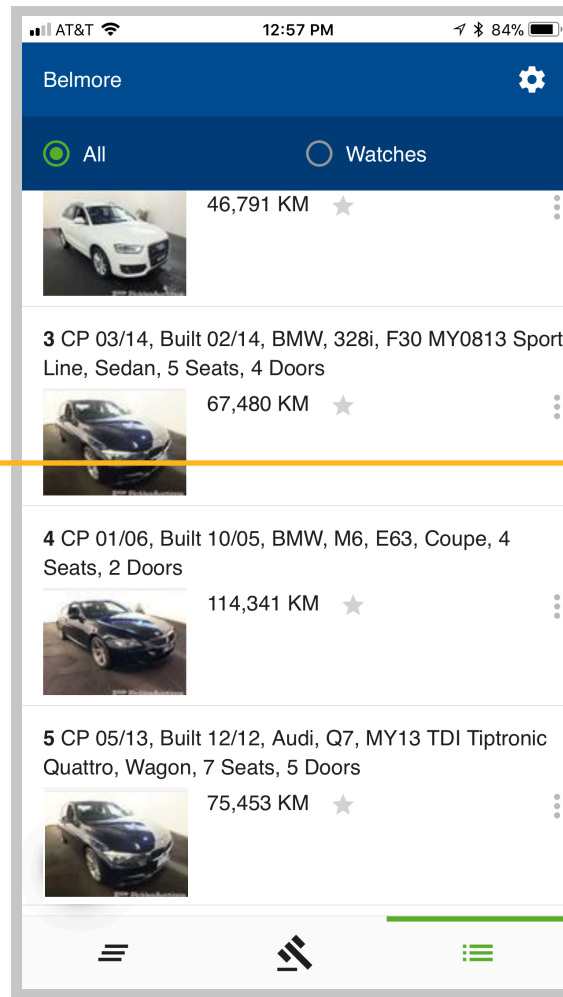 AT&T 12:57 PM 84%
Belmore
All Watches
46,791 KM
3 CP 03/14, Built 02/14, BMW, 328i, F30 MY0813 Sport
Line, Sedan, 5 Seats, 4 Doors
67,480 KM
4 CP 01/06, Built 10/05, BMW, M6, E63, Coupe, 4
Seats, 2 Doors
114,341 KM
5 CP 05/13, Built 12/12, Audi, Q7, MY13 TDI Tiptronic
Quattro, Wagon, 7 Seats, 5 Doors
75,453 KM